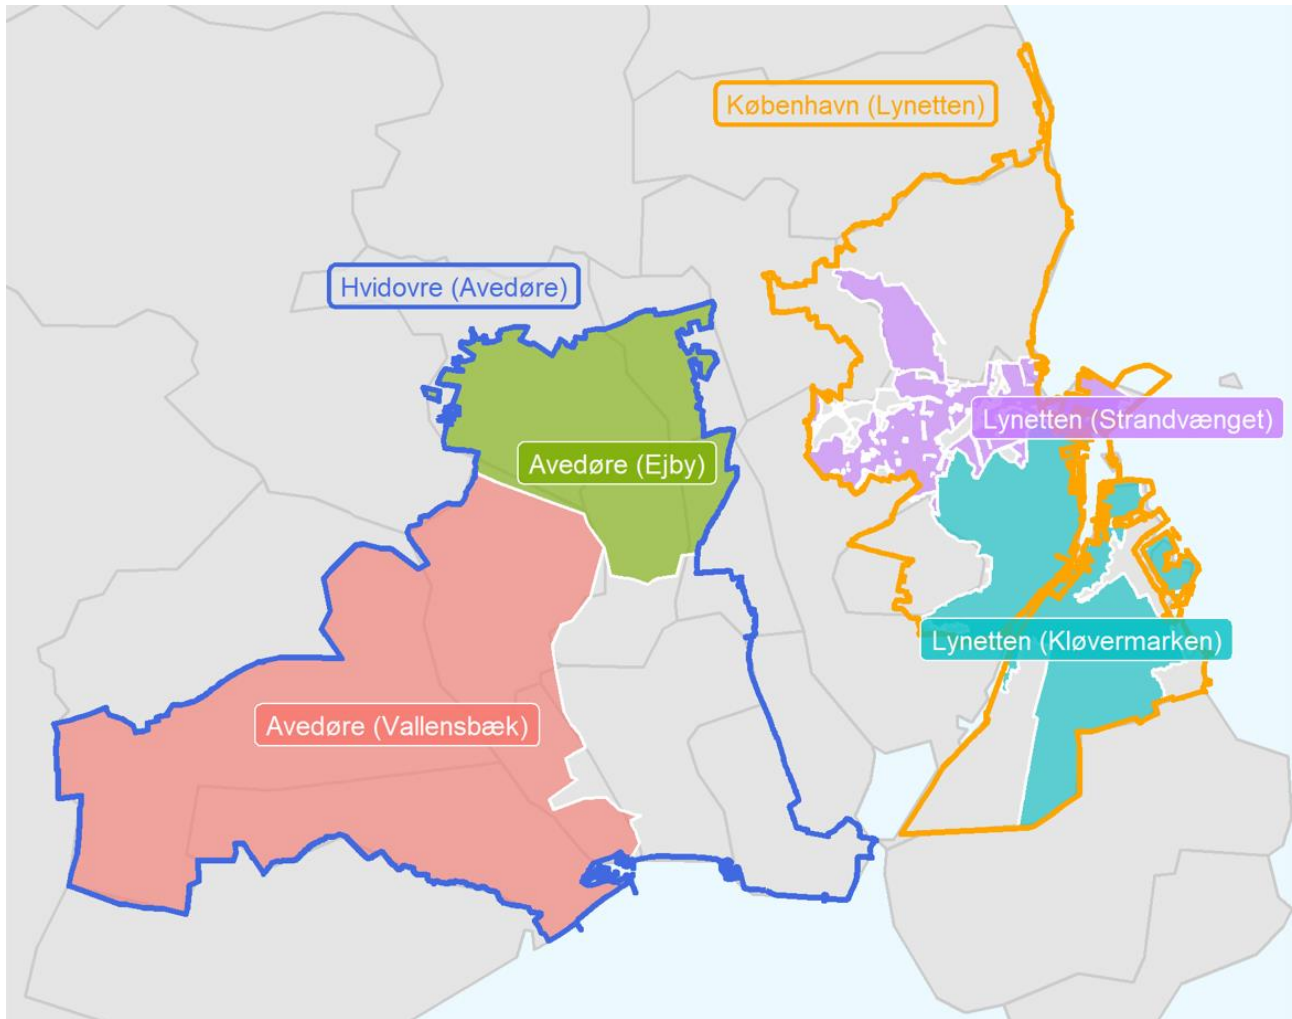 København (Lynetten)
Hvidovre (Avedøre)
Lynetten (Strandvænget)
Avedøre (Ejby)
Lynetten (Kløvermarken)
Avedøre (Vallensbæk)